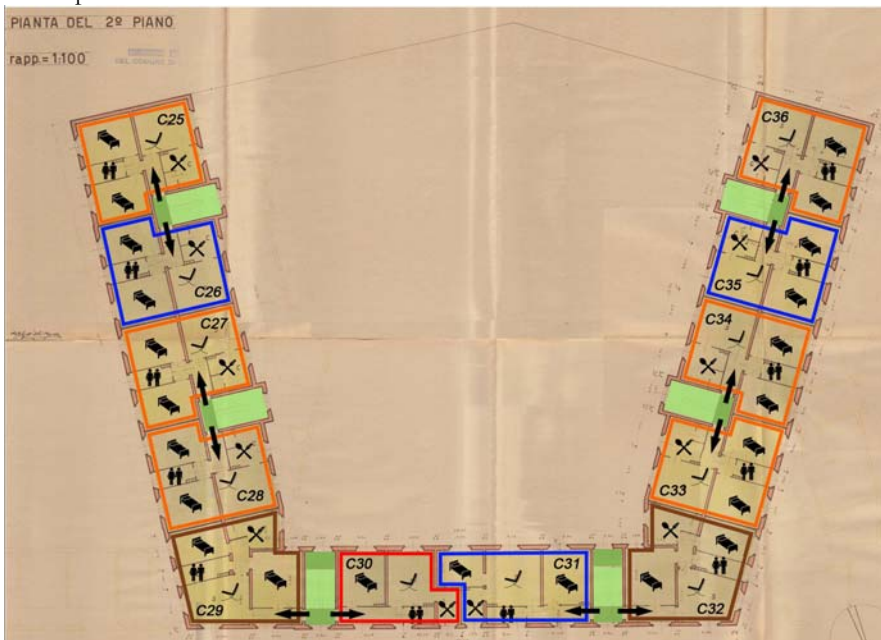 PIANTA DEL 2º PIANO
rapp.= 1:100
C25
C36
C26
C35
C27
C34
C28
C33
C30
C31
C29
C32